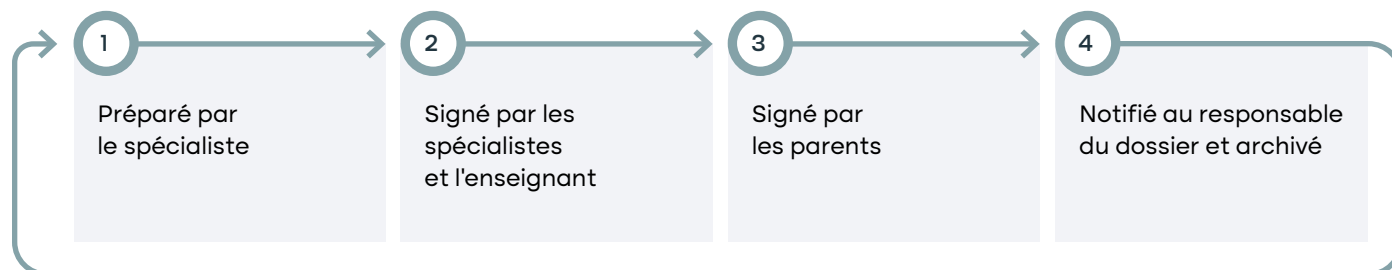 1
Préparé par
le spécialiste
2
Signé par les
spécialistes
et l'enseignant
3
Signé par
les parents
4
Notifié au responsable
du dossier et archivé